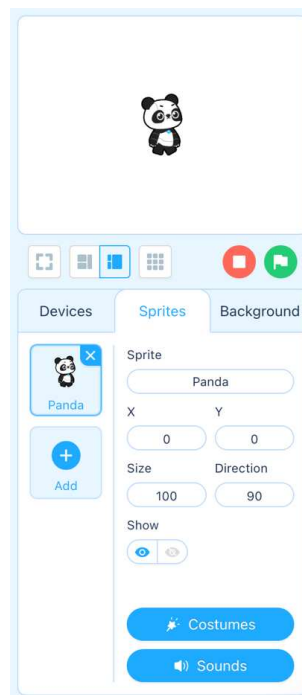 Devices Sprites Background
Sprite
Panda
Panda
X Y
0 0
Add
Size Direction
100 90
Show
Costumes
Sounds